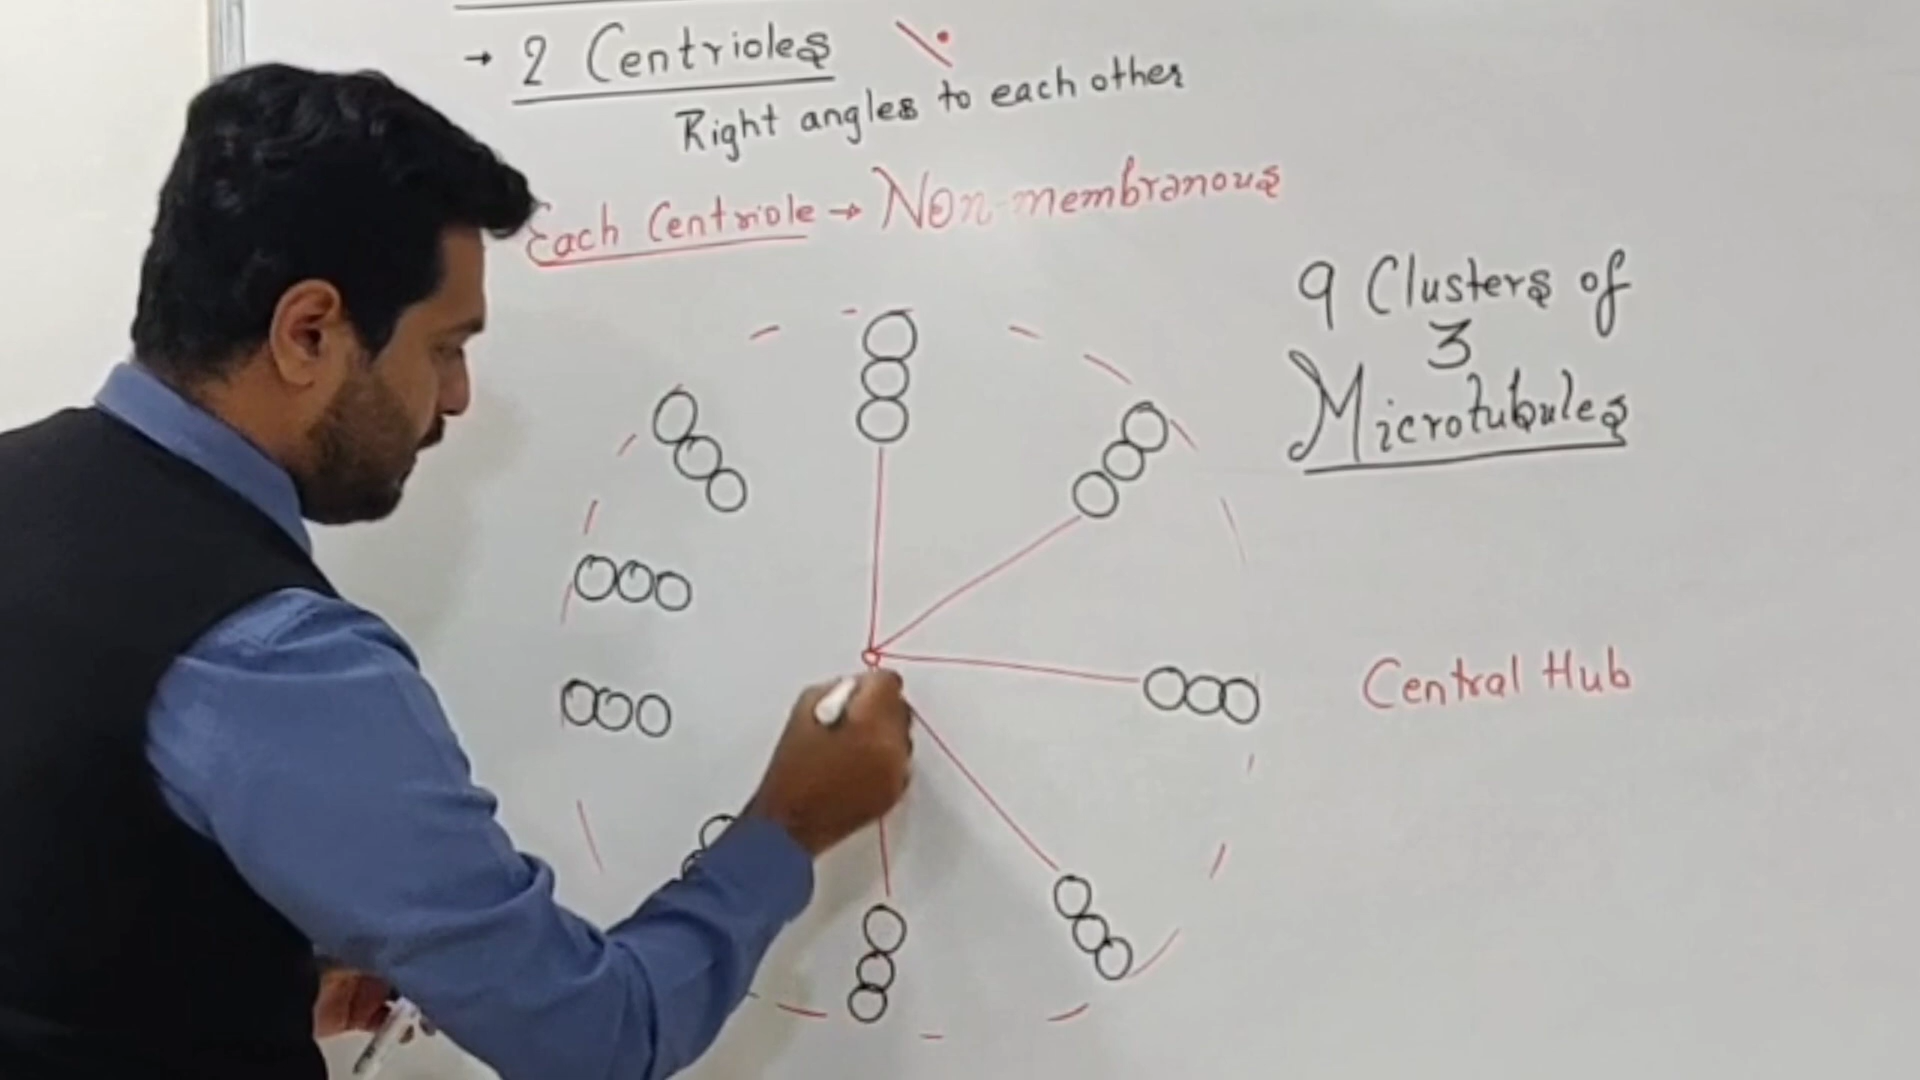 → 2 Centrioles
Right angles to each other
Each Centriole → Non-membranous
9 Clusters of
3
Microtubules
Central Hub